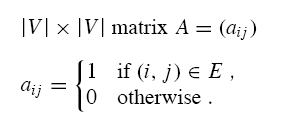 |V| × |V| matrix A = (aij)
aij = { 1 if (i, j) ∈ E ,
0 otherwise .